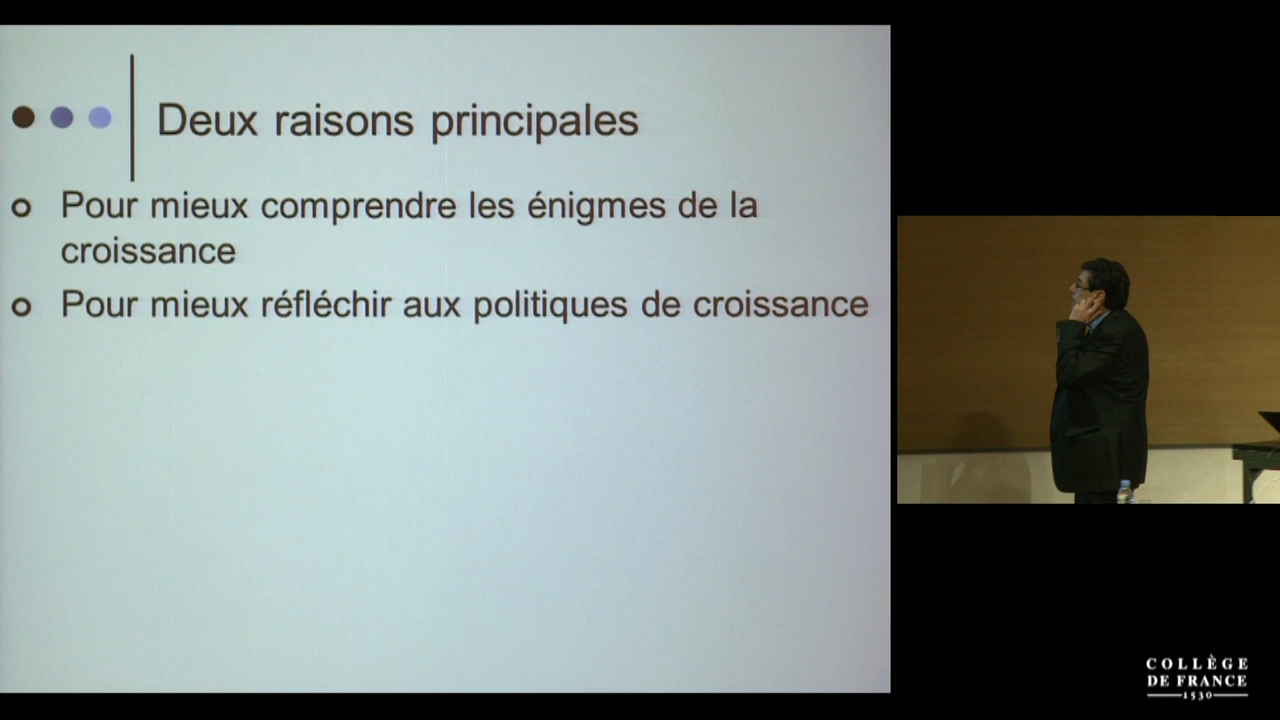 Deux raisons principales
Pour mieux comprendre les énigmes de la
croissance
Pour mieux réfléchir aux politiques de croissance
COLLÈGE
DE FRANCE
1530